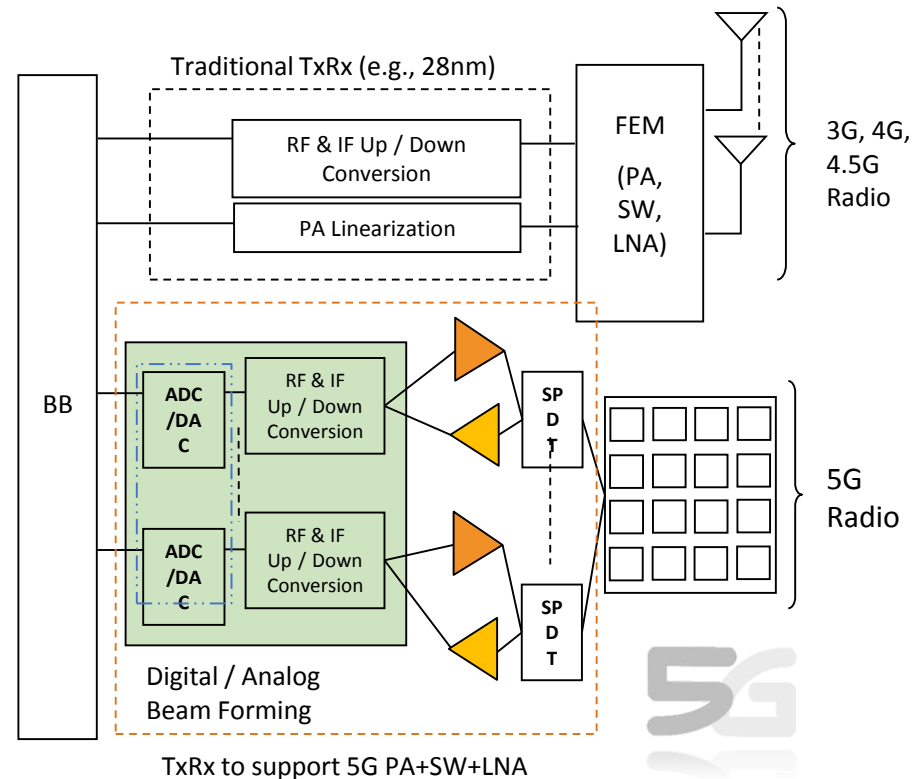 Traditional TxRx (e.g., 28nm)
RF & IF Up / Down
Conversion
PA Linearization
FEM
(PA,
SW,
LNA)
3G, 4G,
4.5G
Radio
BB
ADC
/DA
C
RF & IF
Up / Down
Conversion
SP
D
T
ADC
/DA
C
RF & IF
Up / Down
Conversion
SP
D
T
5G
Radio
Digital / Analog
Beam Forming
5G
TxRx to support 5G PA+SW+LNA